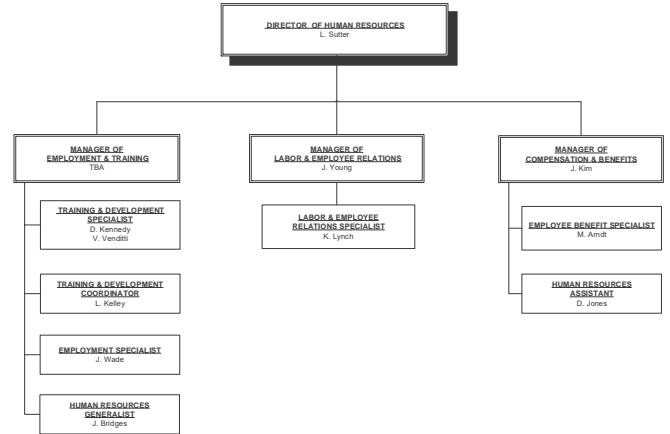 DIRECTOR OF HUMAN RESOURCES
L. Sutter
MANAGER OF
EMPLOYMENT & TRAINING
TBA
MANAGER OF
LABOR & EMPLOYEE RELATIONS
J. Young
MANAGER OF
COMPENSATION & BENEFITS
J. Kim
TRAINING & DEVELOPMENT
SPECIALIST
D. Kennedy
V. Venditti
LABOR & EMPLOYEE
RELATIONS SPECIALIST
K. Lynch
EMPLOYEE BENEFIT SPECIALIST
M. Arndt
TRAINING & DEVELOPMENT
COORDINATOR
L. Kelley
HUMAN RESOURCES
ASSISTANT
D. Jones
EMPLOYMENT SPECIALIST
J. Wade
HUMAN RESOURCES
GENERALIST
J. Bridges